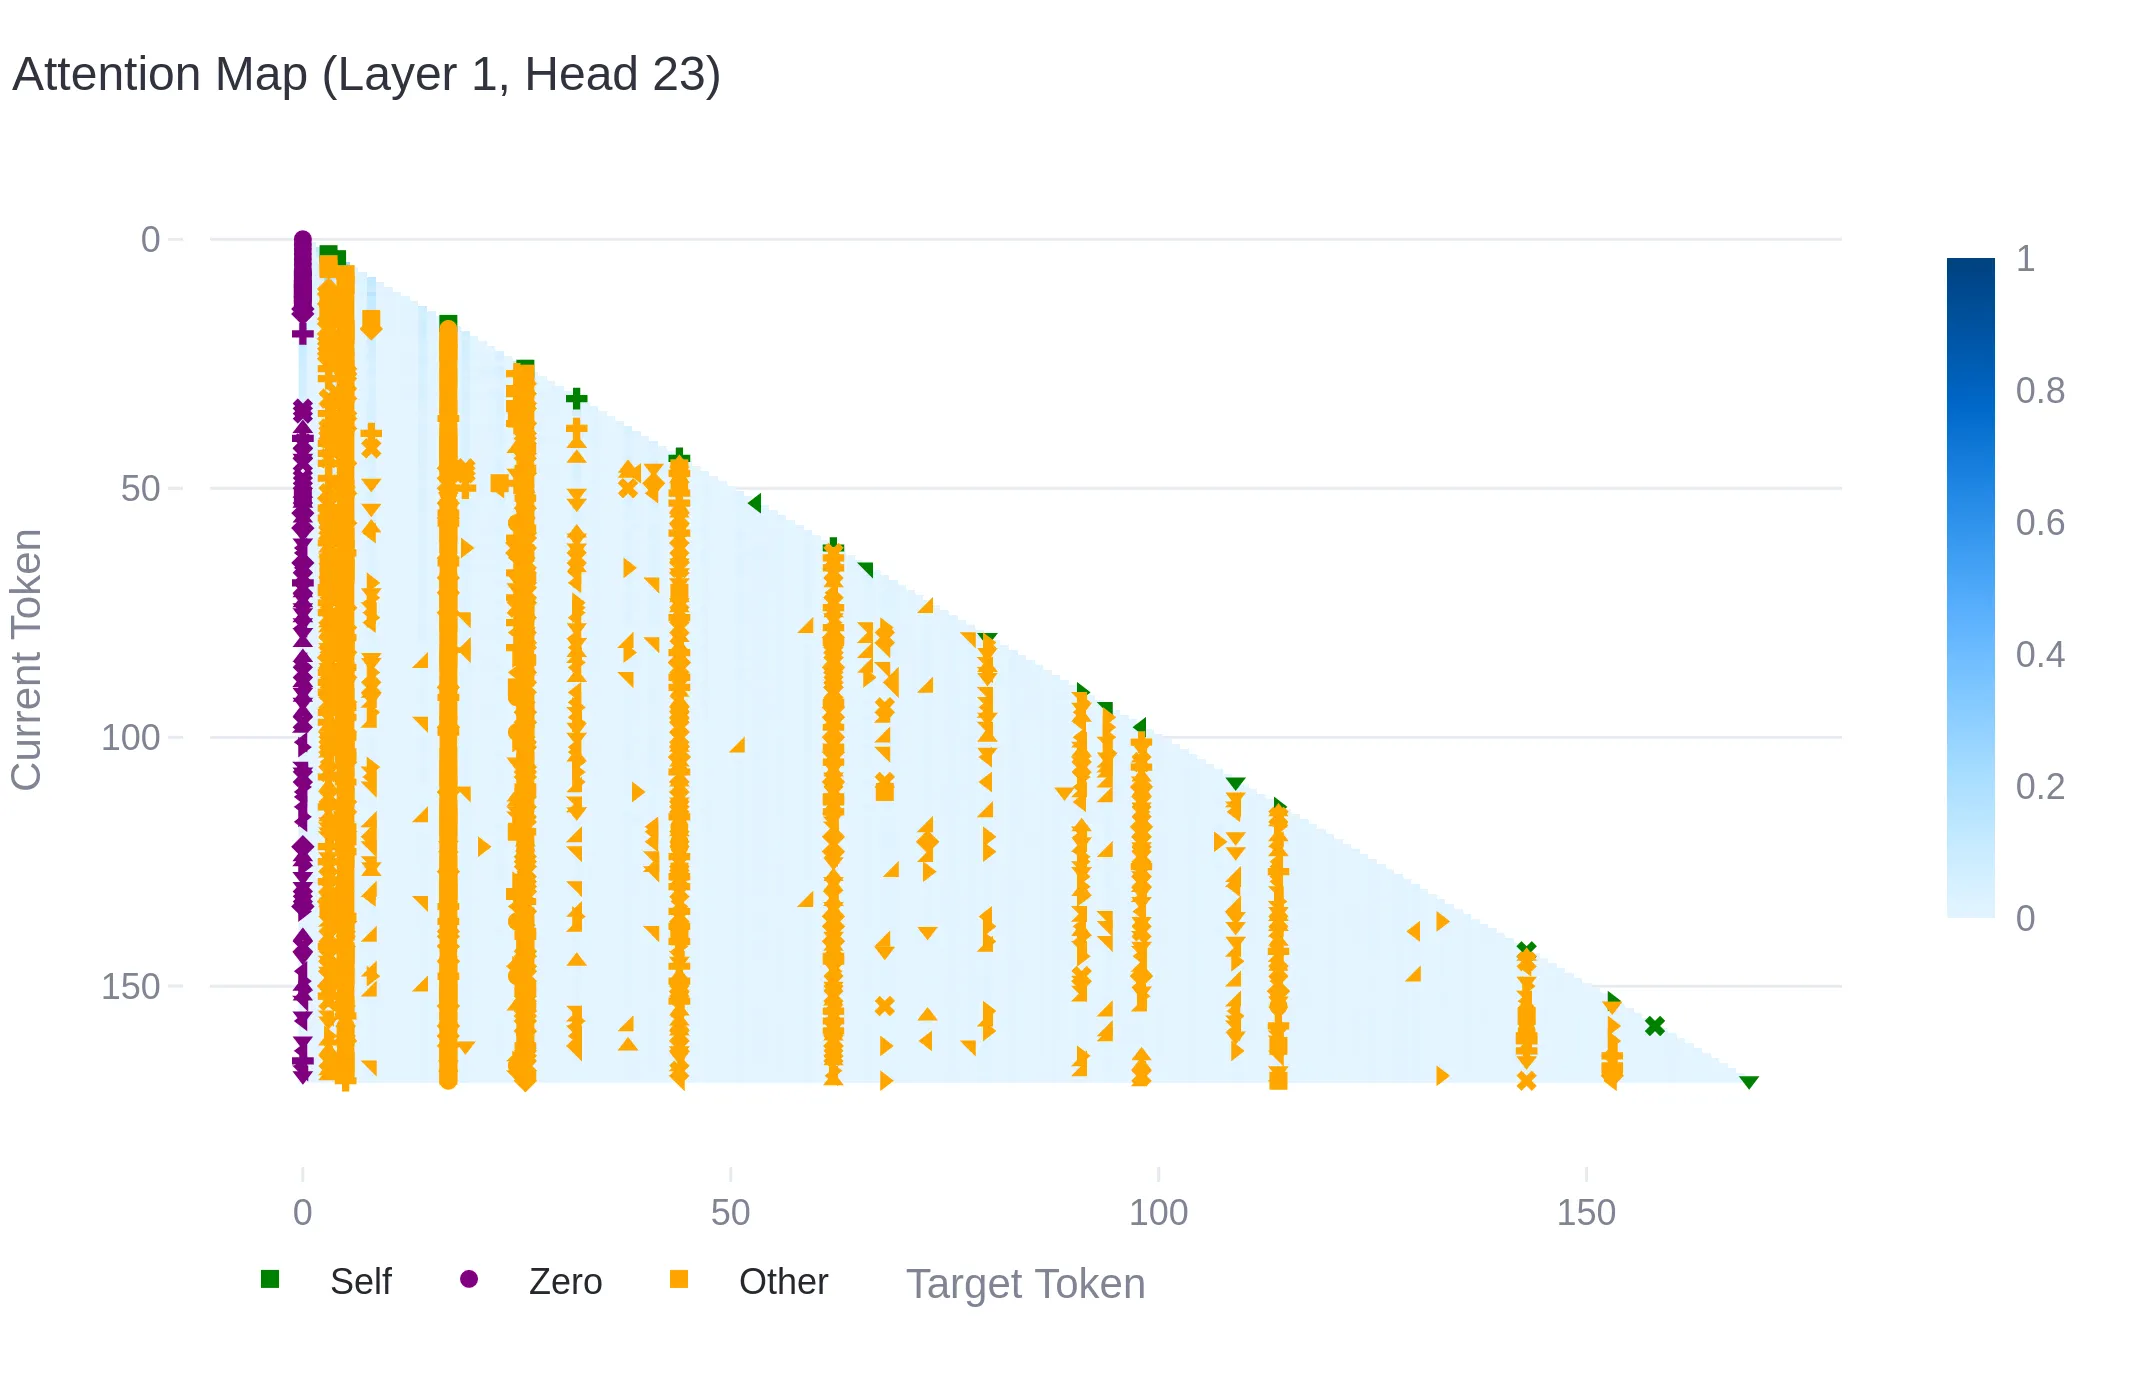 Attention Map (Layer 1, Head 23)
Current Token
0
50
100
150
0
50
100
150
Target Token
Self
Zero
Other
1
0.8
0.6
0.4
0.2
0